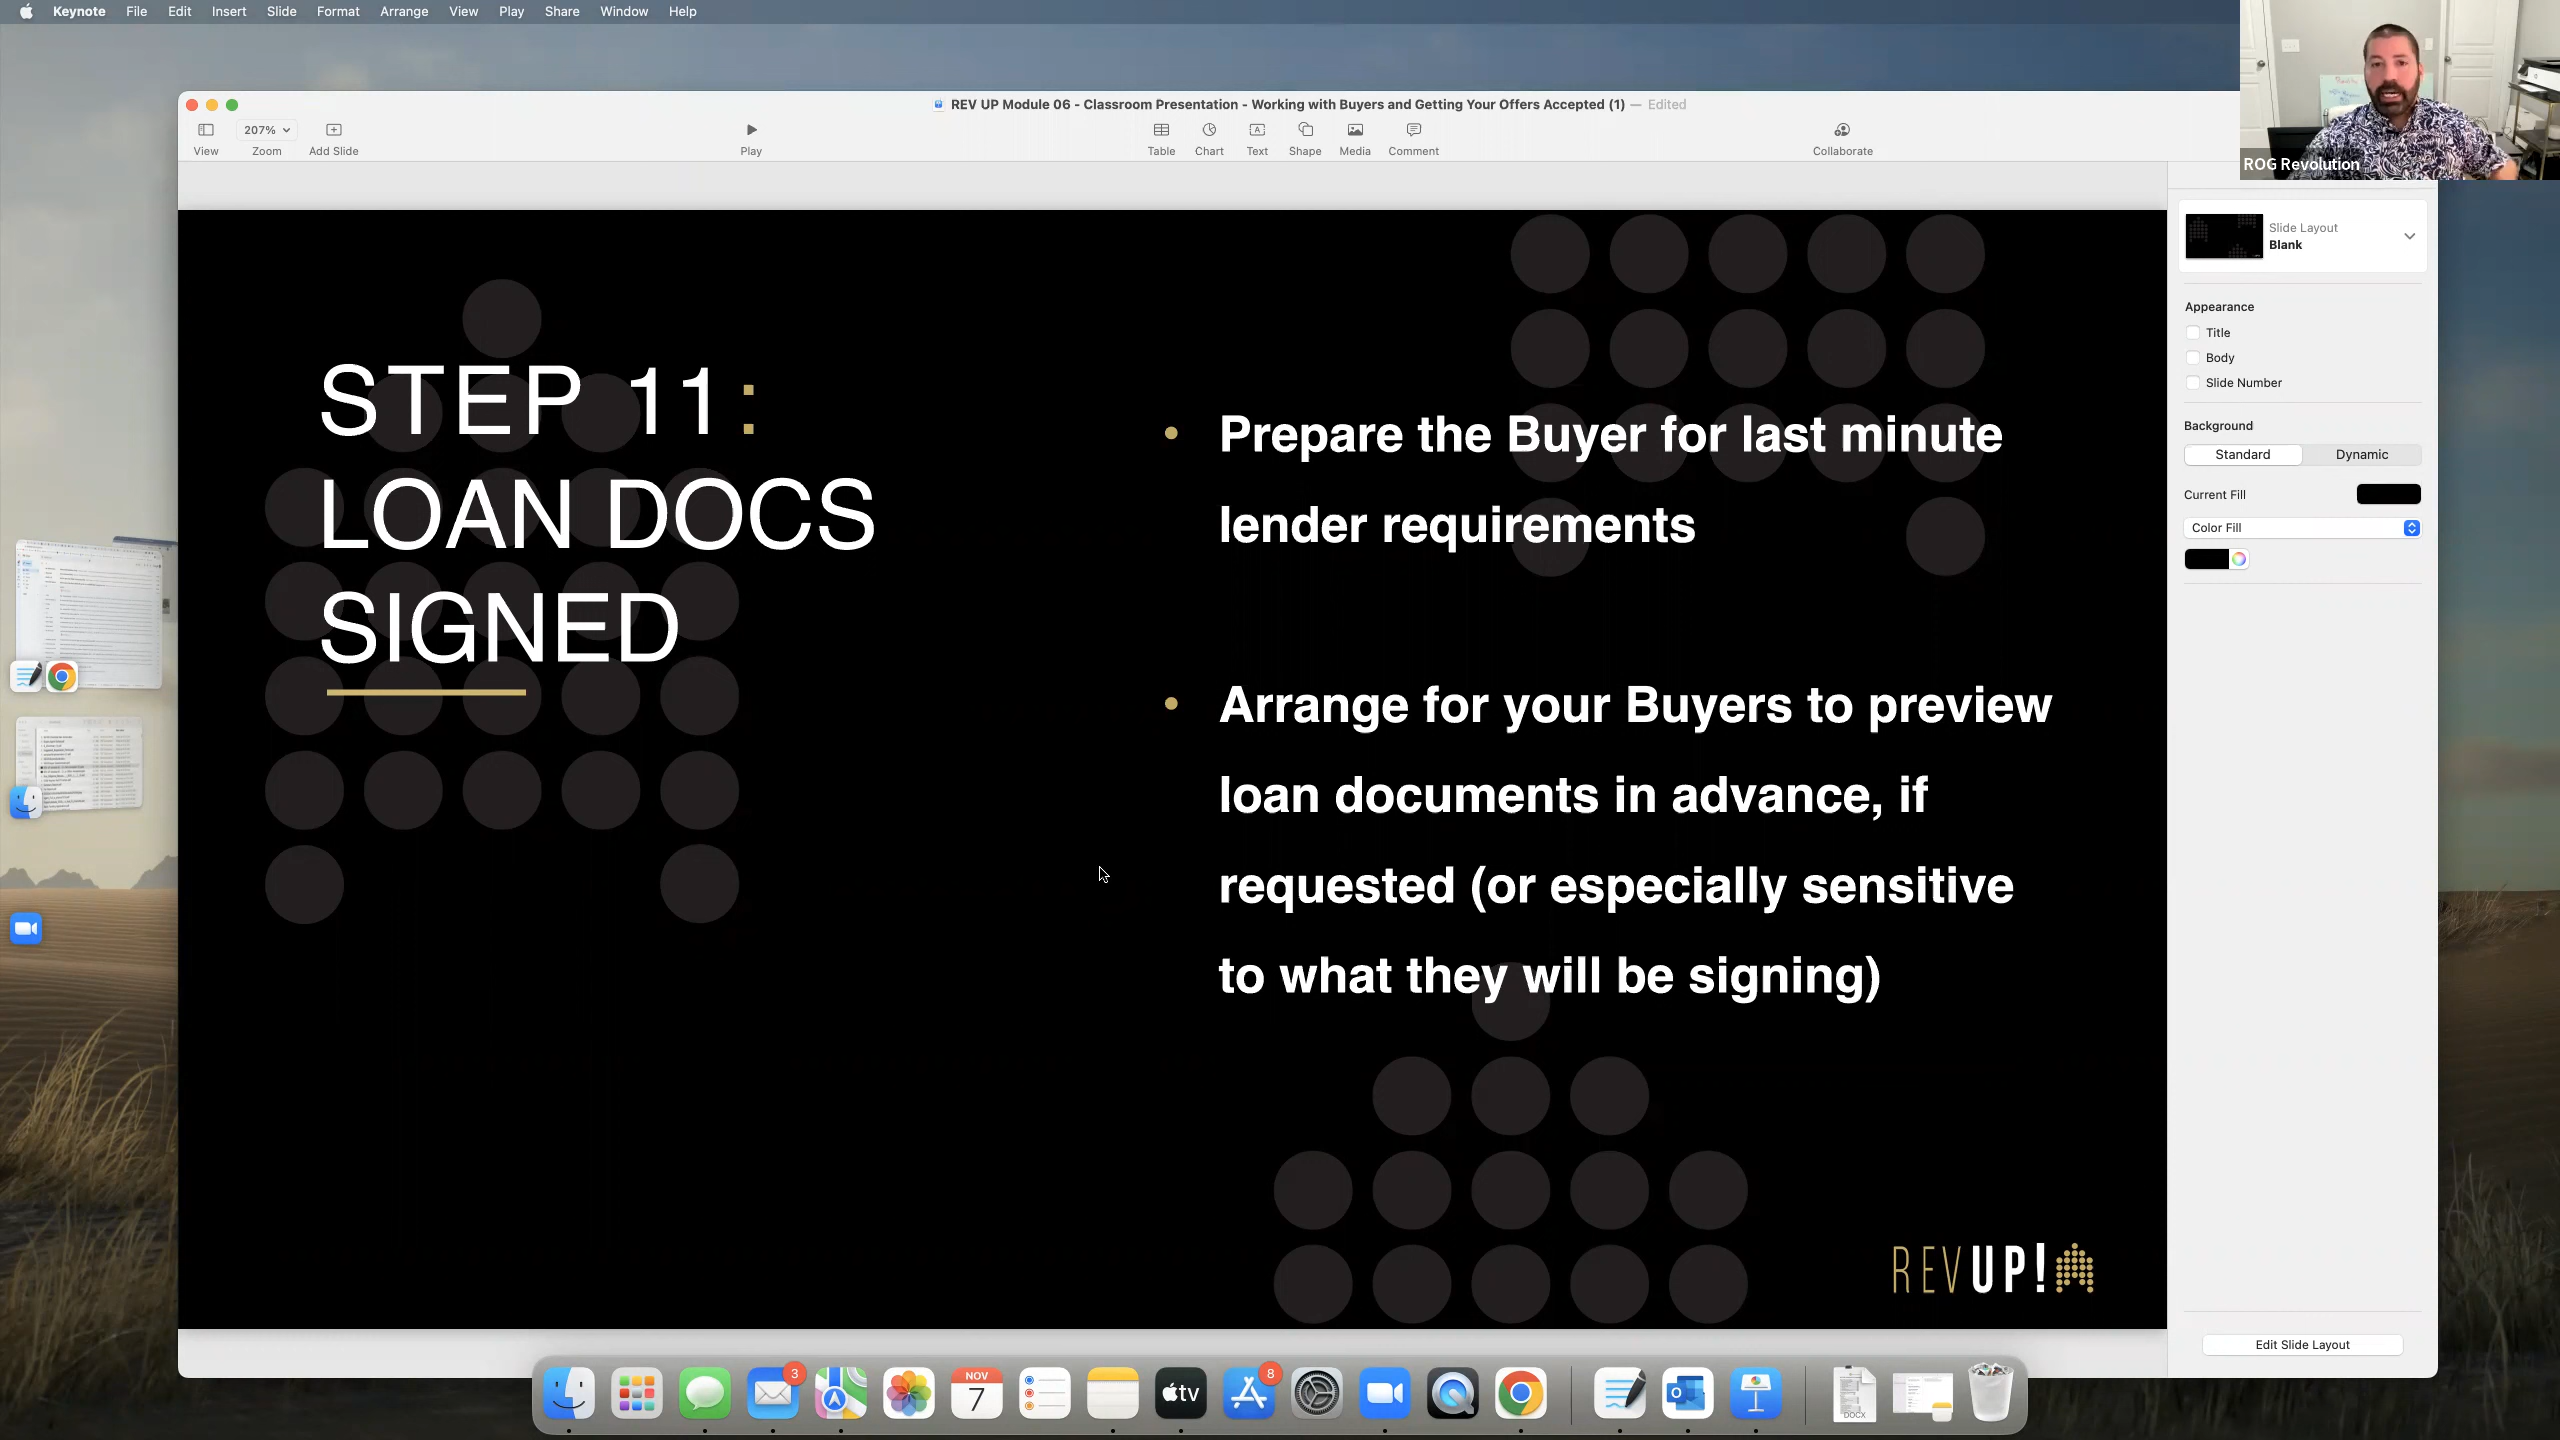 Keynote File Edit Insert Slide Format Arrange View Play Share Window Help
REV UP Module 06 - Classroom Presentation - Working with Buyers and Getting Your Offers Accepted (1) — Edited
207%
View Zoom Add Slide Play Table Chart Text Shape Media Comment Collaborate
ROG Revolution
STEP 11:
LOAN DOCS
SIGNED
• Prepare the Buyer for last minute
lender requirements
• Arrange for your Buyers to preview
loan documents in advance, if
requested (or especially sensitive
to what they will be signing)
REVUP!
Slide Layout
Blank
Appearance
Title
Body
Slide Number
Background
Standard Dynamic
Current Fill
Color Fill
Edit Slide Layout
3
NOV
7
tv
8
DOCX